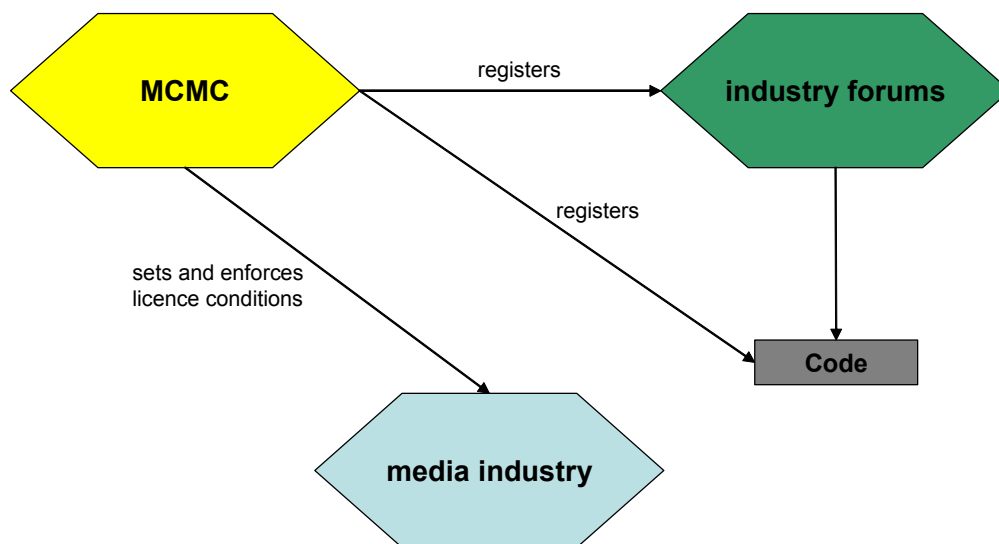 MCMC
registers
industry forums
registers
sets and enforces
licence conditions
Code
media industry